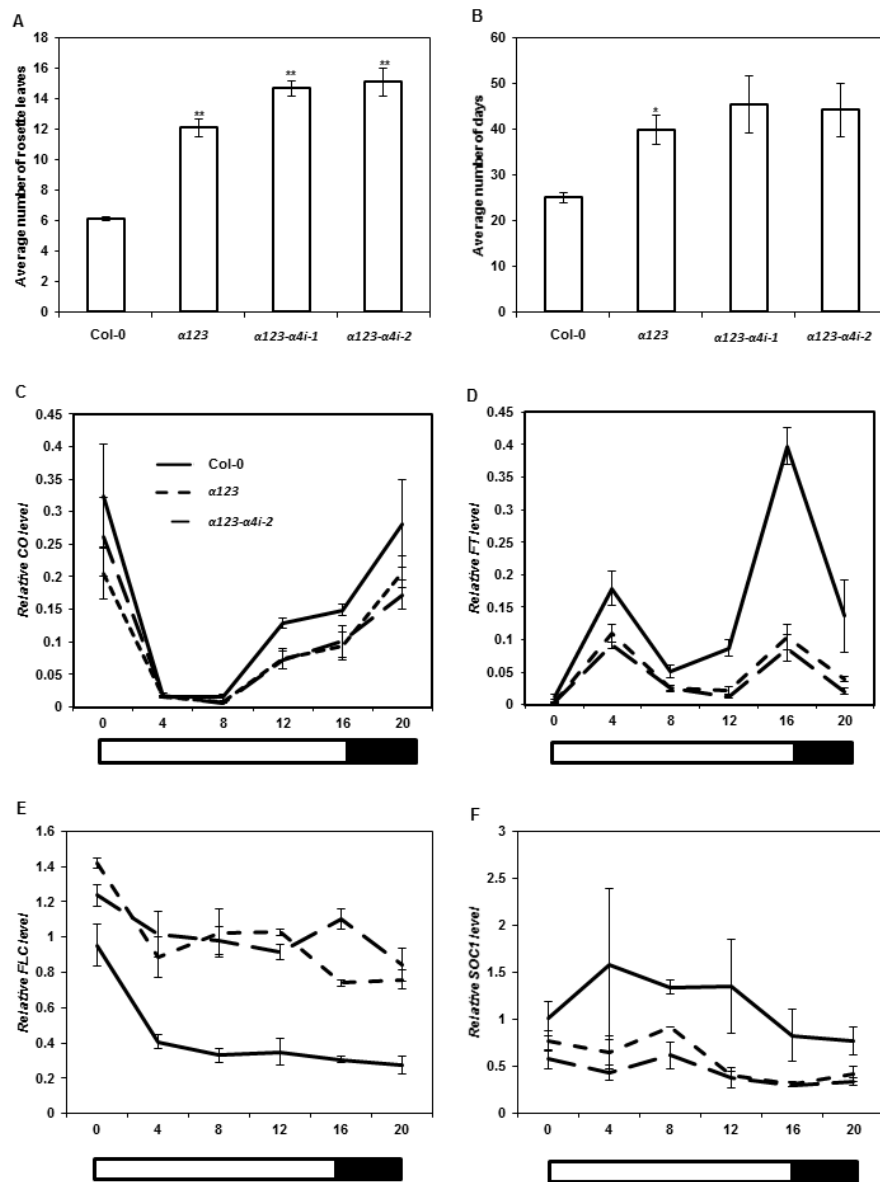 A
Average number of rosette leaves
18
16
14
12
10
8
6
4
2
0
**
**
**
Col-0
α123
α123-α4i-1
α123-α4i-2
B
Average number of days
60
50
40
30
20
10
0
*
Col-0
α123
α123-α4i-1
α123-α4i-2
C
Relative CO level
0.45
0.4
0.35
0.3
0.25
0.2
0.15
0.1
0.05
0
Col-0
α123
α123-α4i-2
0 4 8 12 16 20
D
Relative FT level
0.45
0.4
0.35
0.3
0.25
0.2
0.15
0.1
0.05
0
0 4 8 12 16 20
E
Relative FLC level
1.6
1.4
1.2
1
0.8
0.6
0.4
0.2
0
0 4 8 12 16 20
F
Relative SOC1 level
3
2.5
2
1.5
1
0.5
0
0 4 8 12 16 20